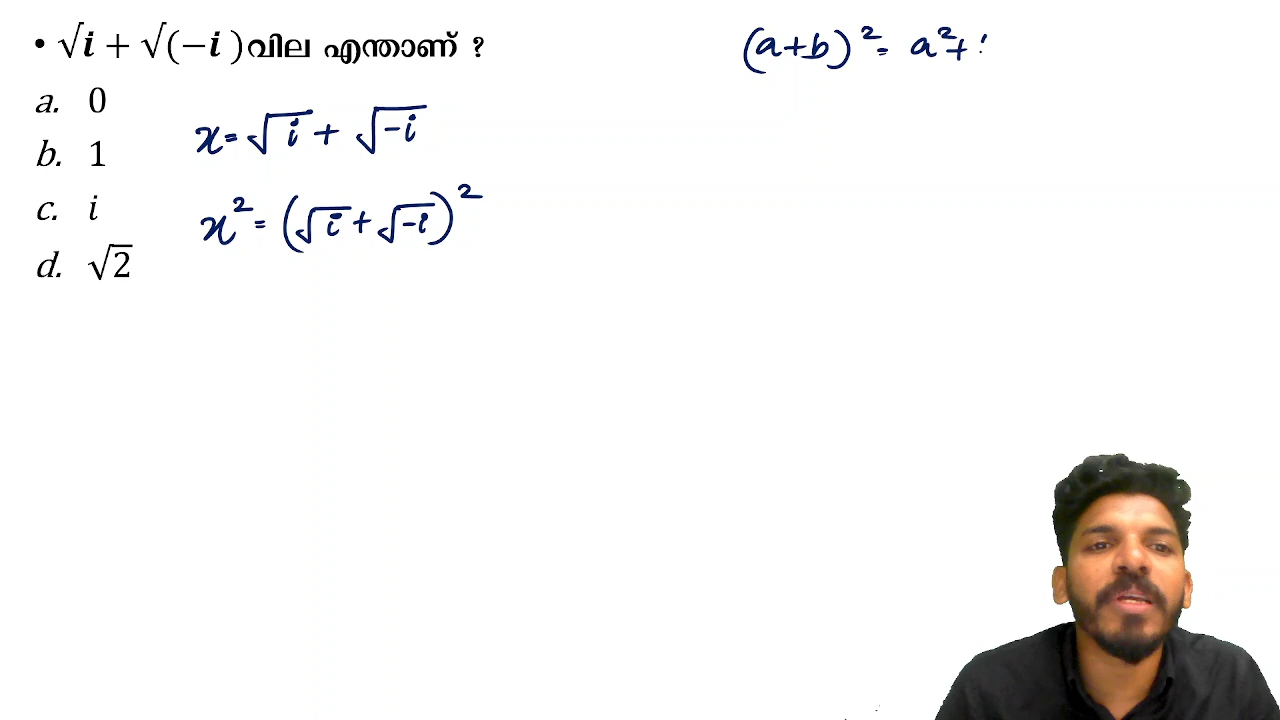 • √i + √(−i )വില എന്താണ് ?
a. 0
b. 1
c. i
d. √2
x = √i + √-i
x² = (√i + √-i)²
(a+b)² = a²+